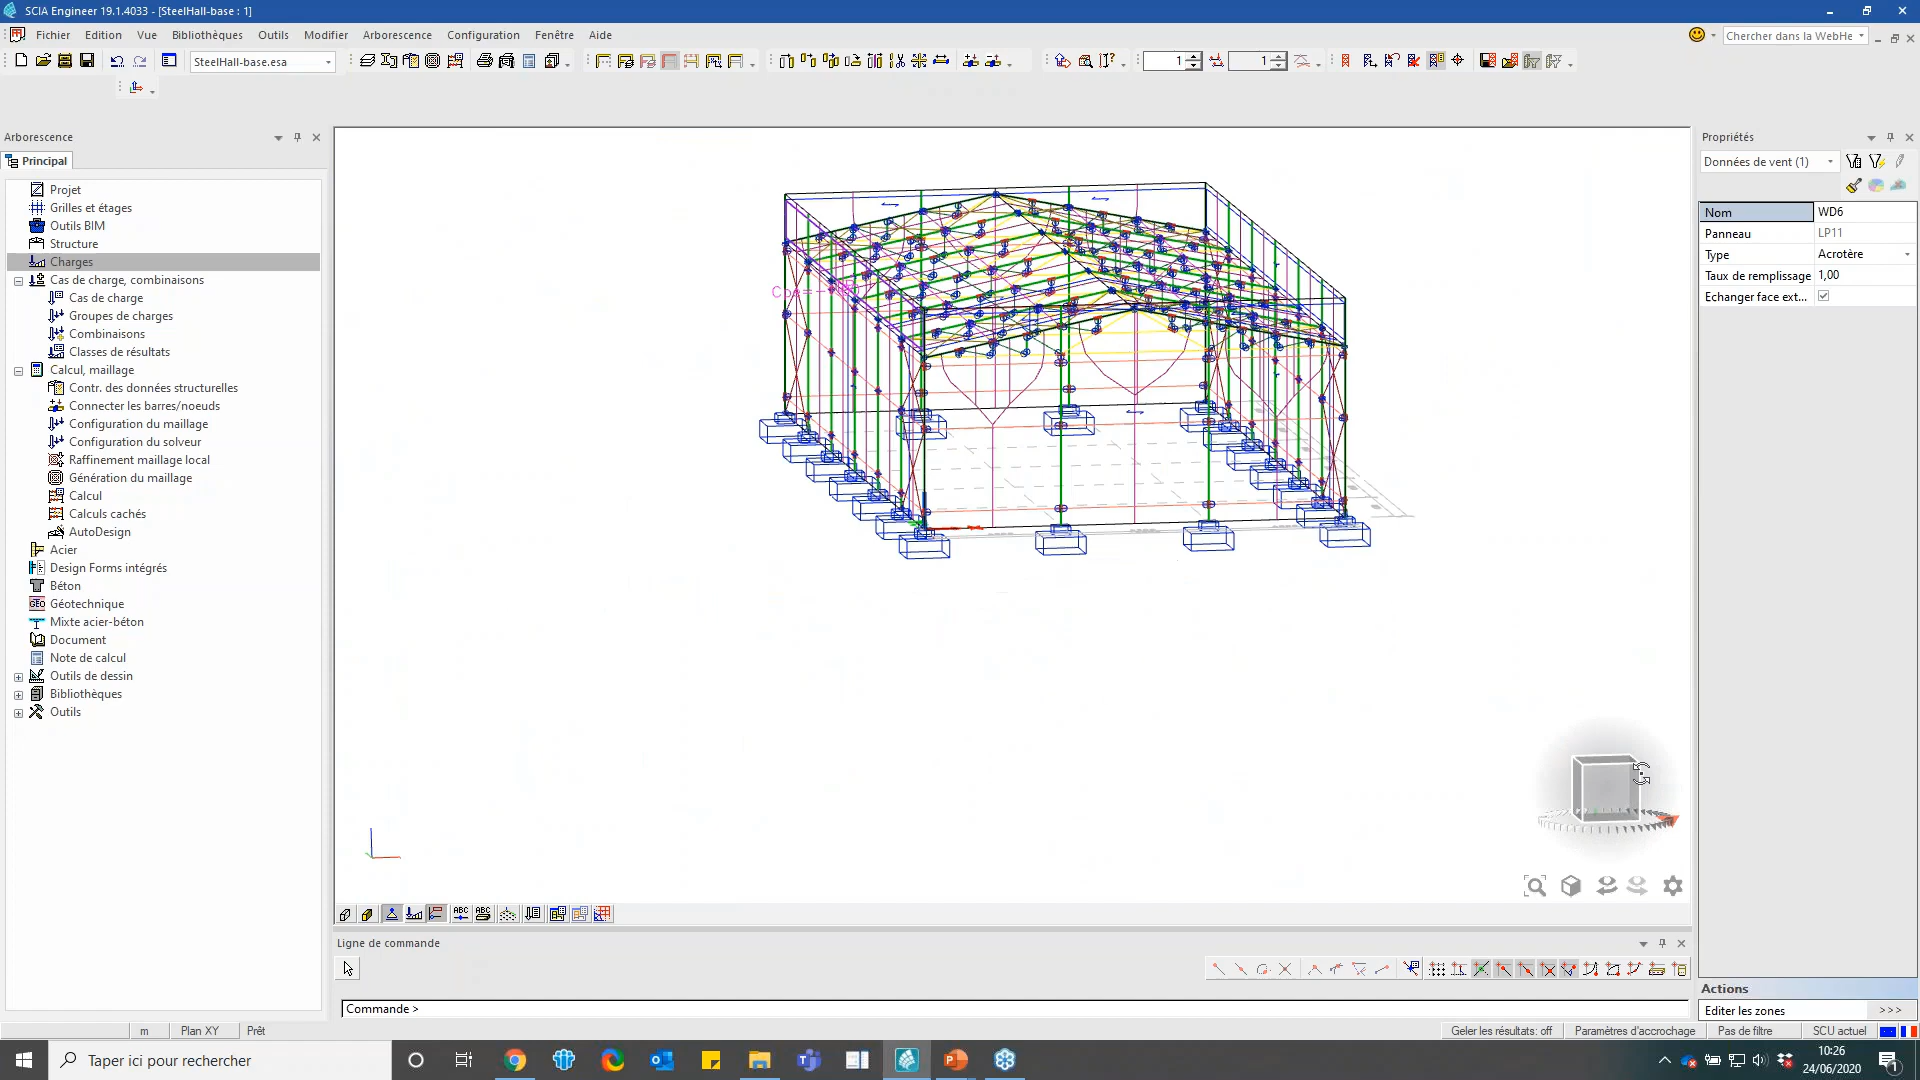 SCIA Engineer 19.1.4033 - [SteelHall-base : 1]
Fichier Edition Vue Bibliothèques Outils Modifier Arborescence Configuration Fenêtre Aide
Chercher dans la WebHe
SteelHall-base.esa
1
1
Arborescence
Principal
Projet
Grilles et étages
Outils BIM
Structure
Charges
Cas de charge, combinaisons
Cas de charge
Groupes de charges
Combinaisons
Classes de résultats
Calcul, maillage
Contr. des données structurelles
Connecter les barres/noeuds
Configuration du maillage
Configuration du solveur
Raffinement maillage local
Génération du maillage
Calcul
Calculs cachés
AutoDesign
Acier
Design Forms intégrés
Béton
Géotechnique
Mixte acier-béton
Document
Note de calcul
Outils de dessin
Bibliothèques
Outils
Propriétés
Données de vent (1)
Nom WD6
Panneau LP11
Type Acrotère
Taux de remplissage 1,00
Echanger face ext...
Actions
Editer les zones >>>
Ligne de commande
Commande >
m Plan XY Prêt
Geler les résultats: off Paramètres d'accrochage Pas de filtre SCU actuel
Taper ici pour rechercher
10:26
24/06/2020